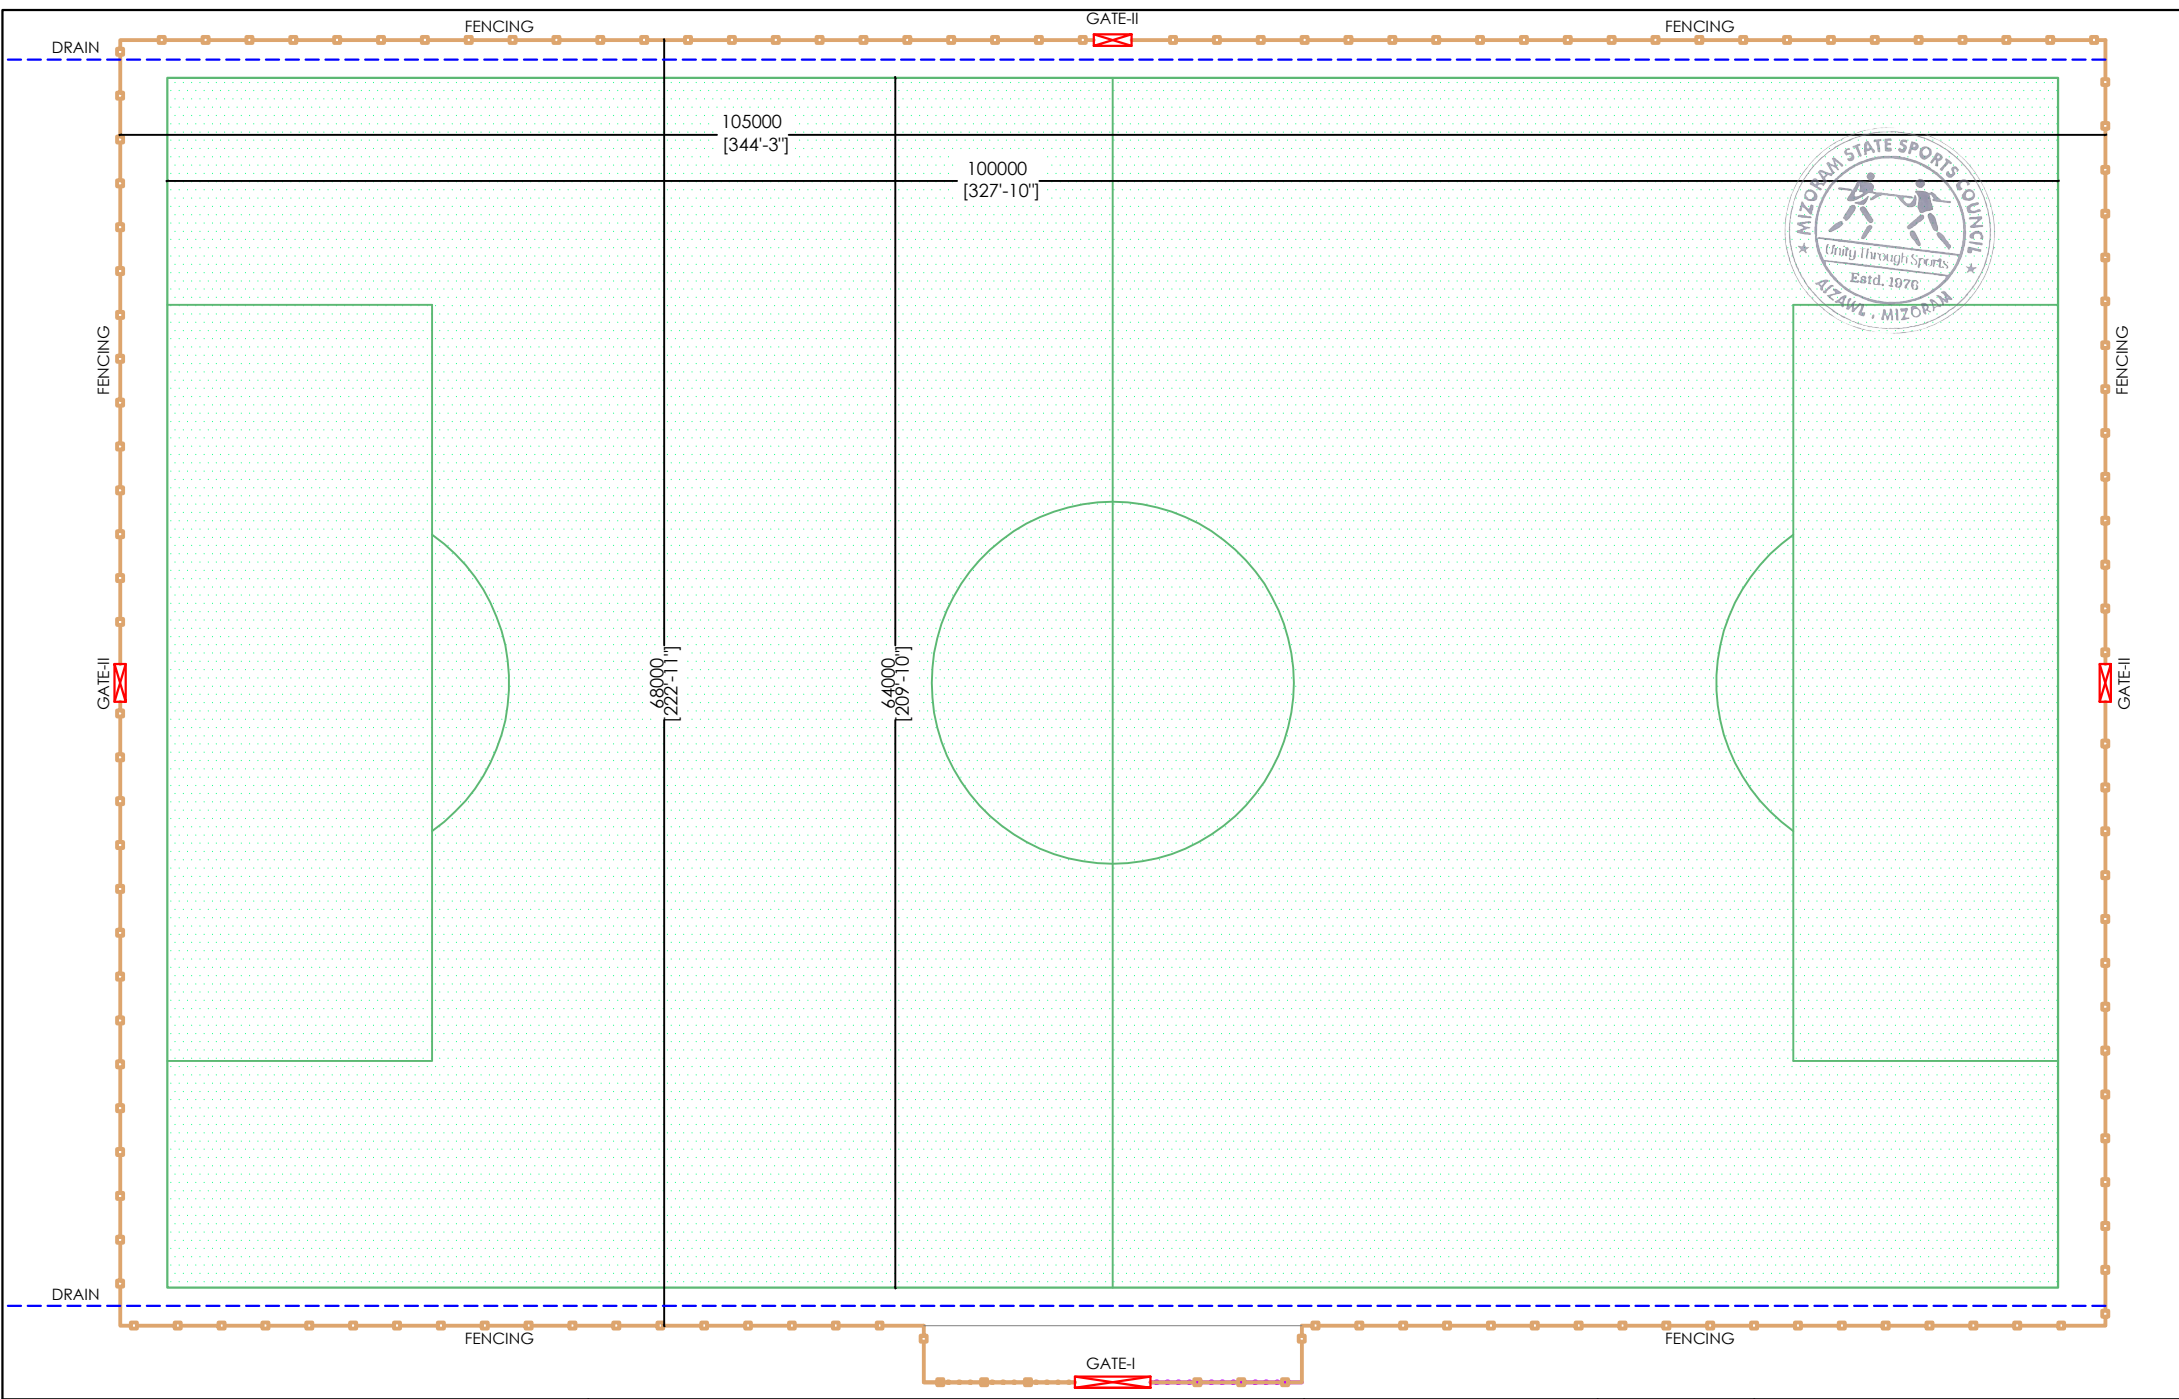 FENCING
GATE-II
FENCING
DRAIN
105000
[344'-3"]
100000
[327'-10"]
MIZORAM STATE SPORTS COUNCIL
Unity Through Sports
Estd. 1976
AIZAWL . MIZORAM
FENCING
FENCING
GATE-II
68000
[222'-11"]
64000
[209'-10"]
GATE-II
DRAIN
FENCING
FENCING
GATE-I